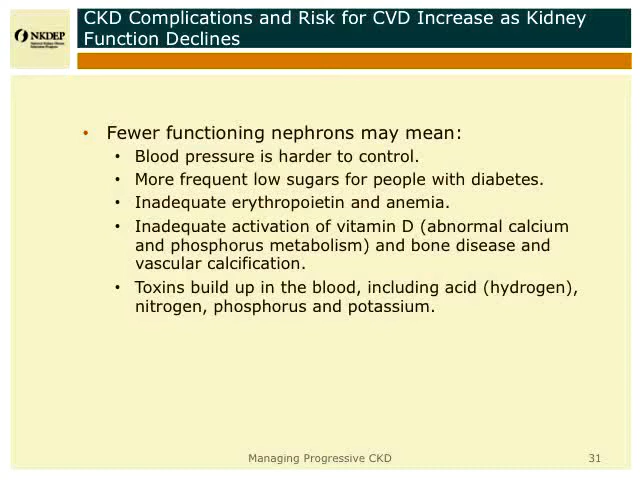 CKD Complications and Risk for CVD Increase as Kidney
Function Declines
NKDEP
• Fewer functioning nephrons may mean:
• Blood pressure is harder to control.
• More frequent low sugars for people with diabetes.
• Inadequate erythropoietin and anemia.
• Inadequate activation of vitamin D (abnormal calcium
and phosphorus metabolism) and bone disease and
vascular calcification.
• Toxins build up in the blood, including acid (hydrogen),
nitrogen, phosphorus and potassium.
Managing Progressive CKD
31